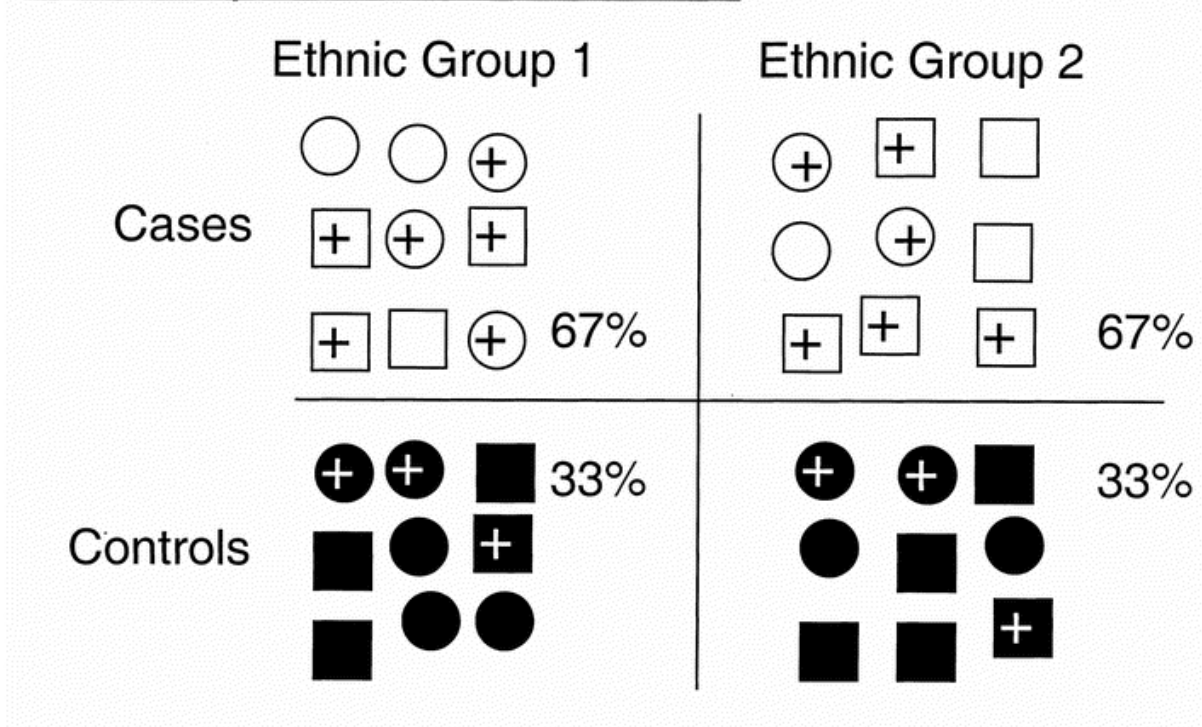 Ethnic Group 1
Ethnic Group 2
Cases
67%
67%
33%
33%
Controls